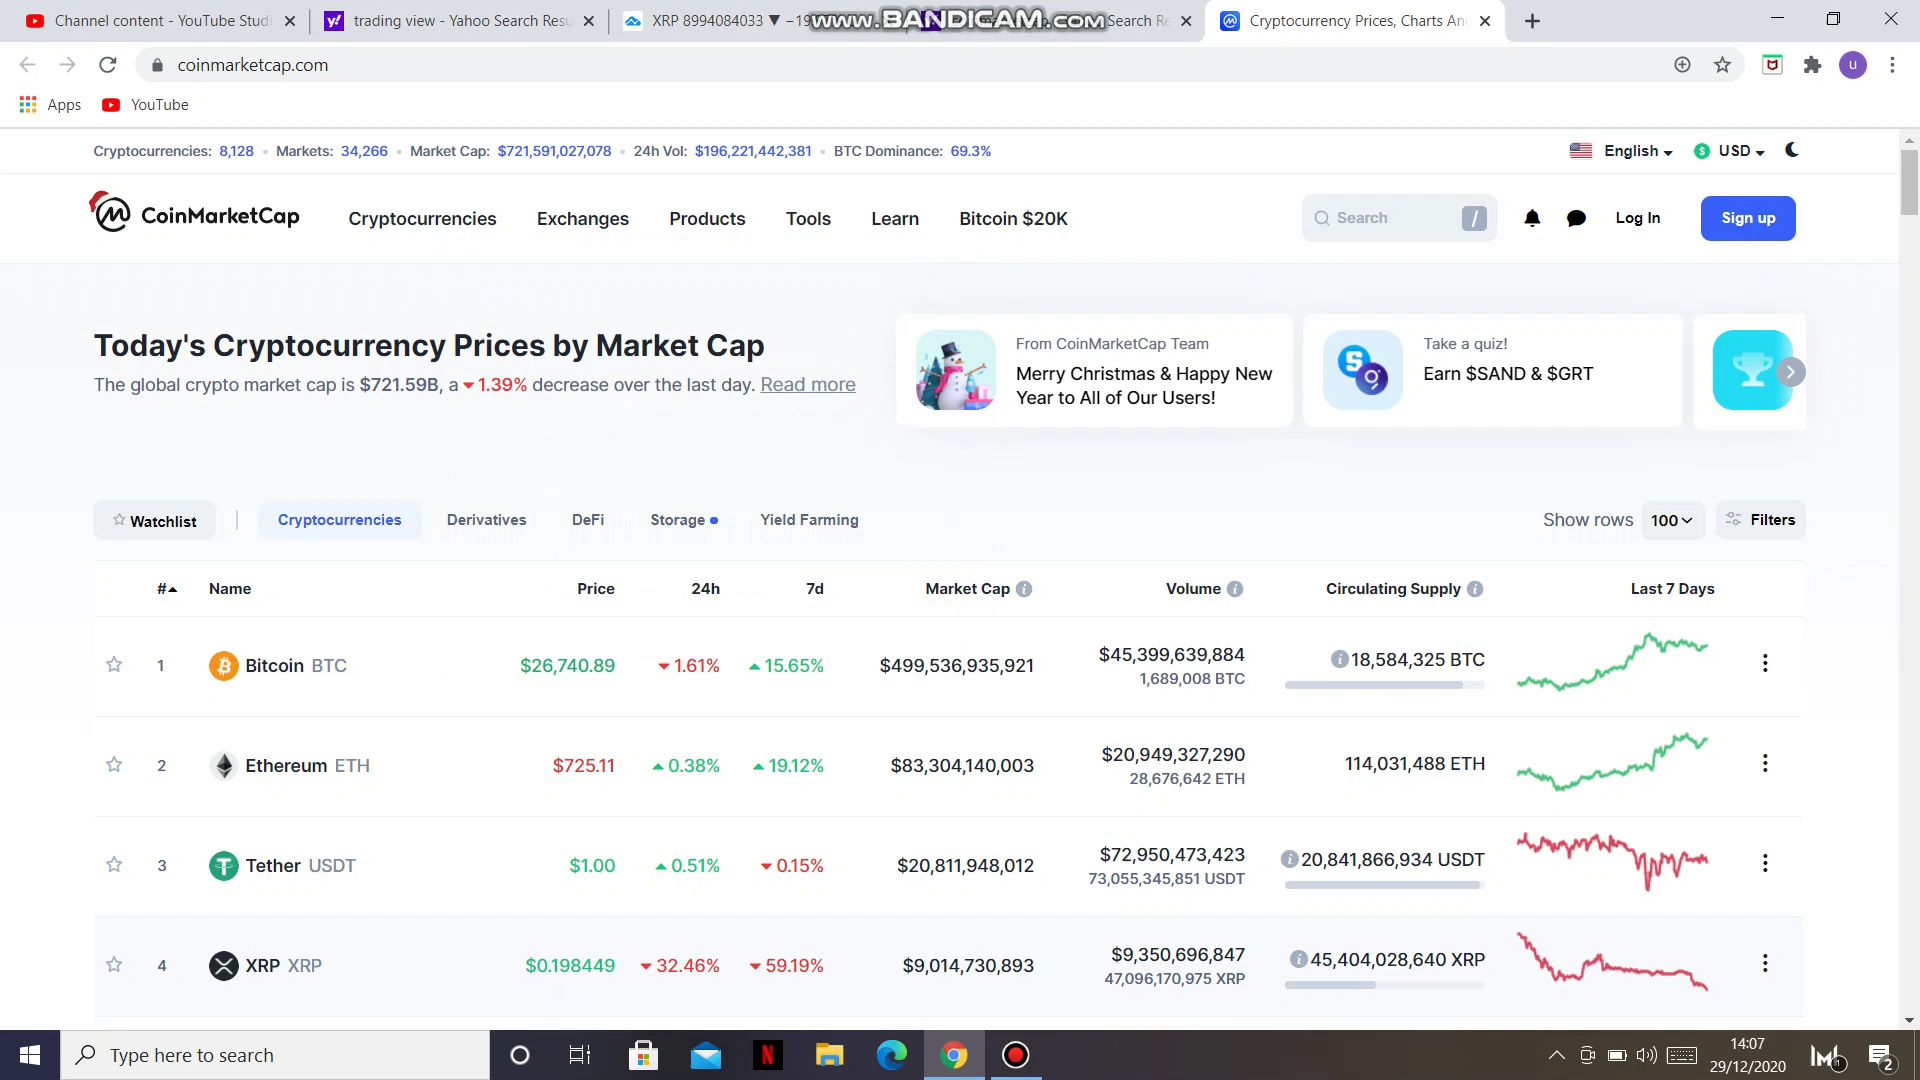 Channel content - YouTube Studi
trading view - Yahoo Search Resu
XRP 8994084033 ▼ −19
www.BANDICAM.com
Search Re
Cryptocurrency Prices, Charts An
coinmarketcap.com
u
Apps
YouTube
Cryptocurrencies: 8,128 • Markets: 34,266 • Market Cap: $721,591,027,078 • 24h Vol: $196,221,442,381 • BTC Dominance: 69.3%
English
USD
CoinMarketCap
Cryptocurrencies
Exchanges
Products
Tools
Learn
Bitcoin $20K
Search /
Log In
Sign up
Today's Cryptocurrency Prices by Market Cap
The global crypto market cap is $721.59B, a 1.39% decrease over the last day. Read more
From CoinMarketCap Team
Merry Christmas & Happy New
Year to All of Our Users!
Take a quiz!
Earn $SAND & $GRT
Watchlist
Cryptocurrencies
Derivatives
DeFi
Storage
Yield Farming
Show rows 100
Filters
# Name Price 24h 7d Market Cap Volume Circulating Supply Last 7 Days
1 Bitcoin BTC $26,740.89 1.61% 15.65% $499,536,935,921 $45,399,639,884 18,584,325 BTC
1,689,008 BTC
2 Ethereum ETH $725.11 0.38% 19.12% $83,304,140,003 $20,949,327,290 114,031,488 ETH
28,676,642 ETH
3 Tether USDT $1.00 0.51% 0.15% $20,811,948,012 $72,950,473,423 20,841,866,934 USDT
73,055,345,851 USDT
4 XRP XRP $0.198449 32.46% 59.19% $9,014,730,893 $9,350,696,847 45,404,028,640 XRP
47,096,170,975 XRP
Type here to search
14:07
29/12/2020
1
2